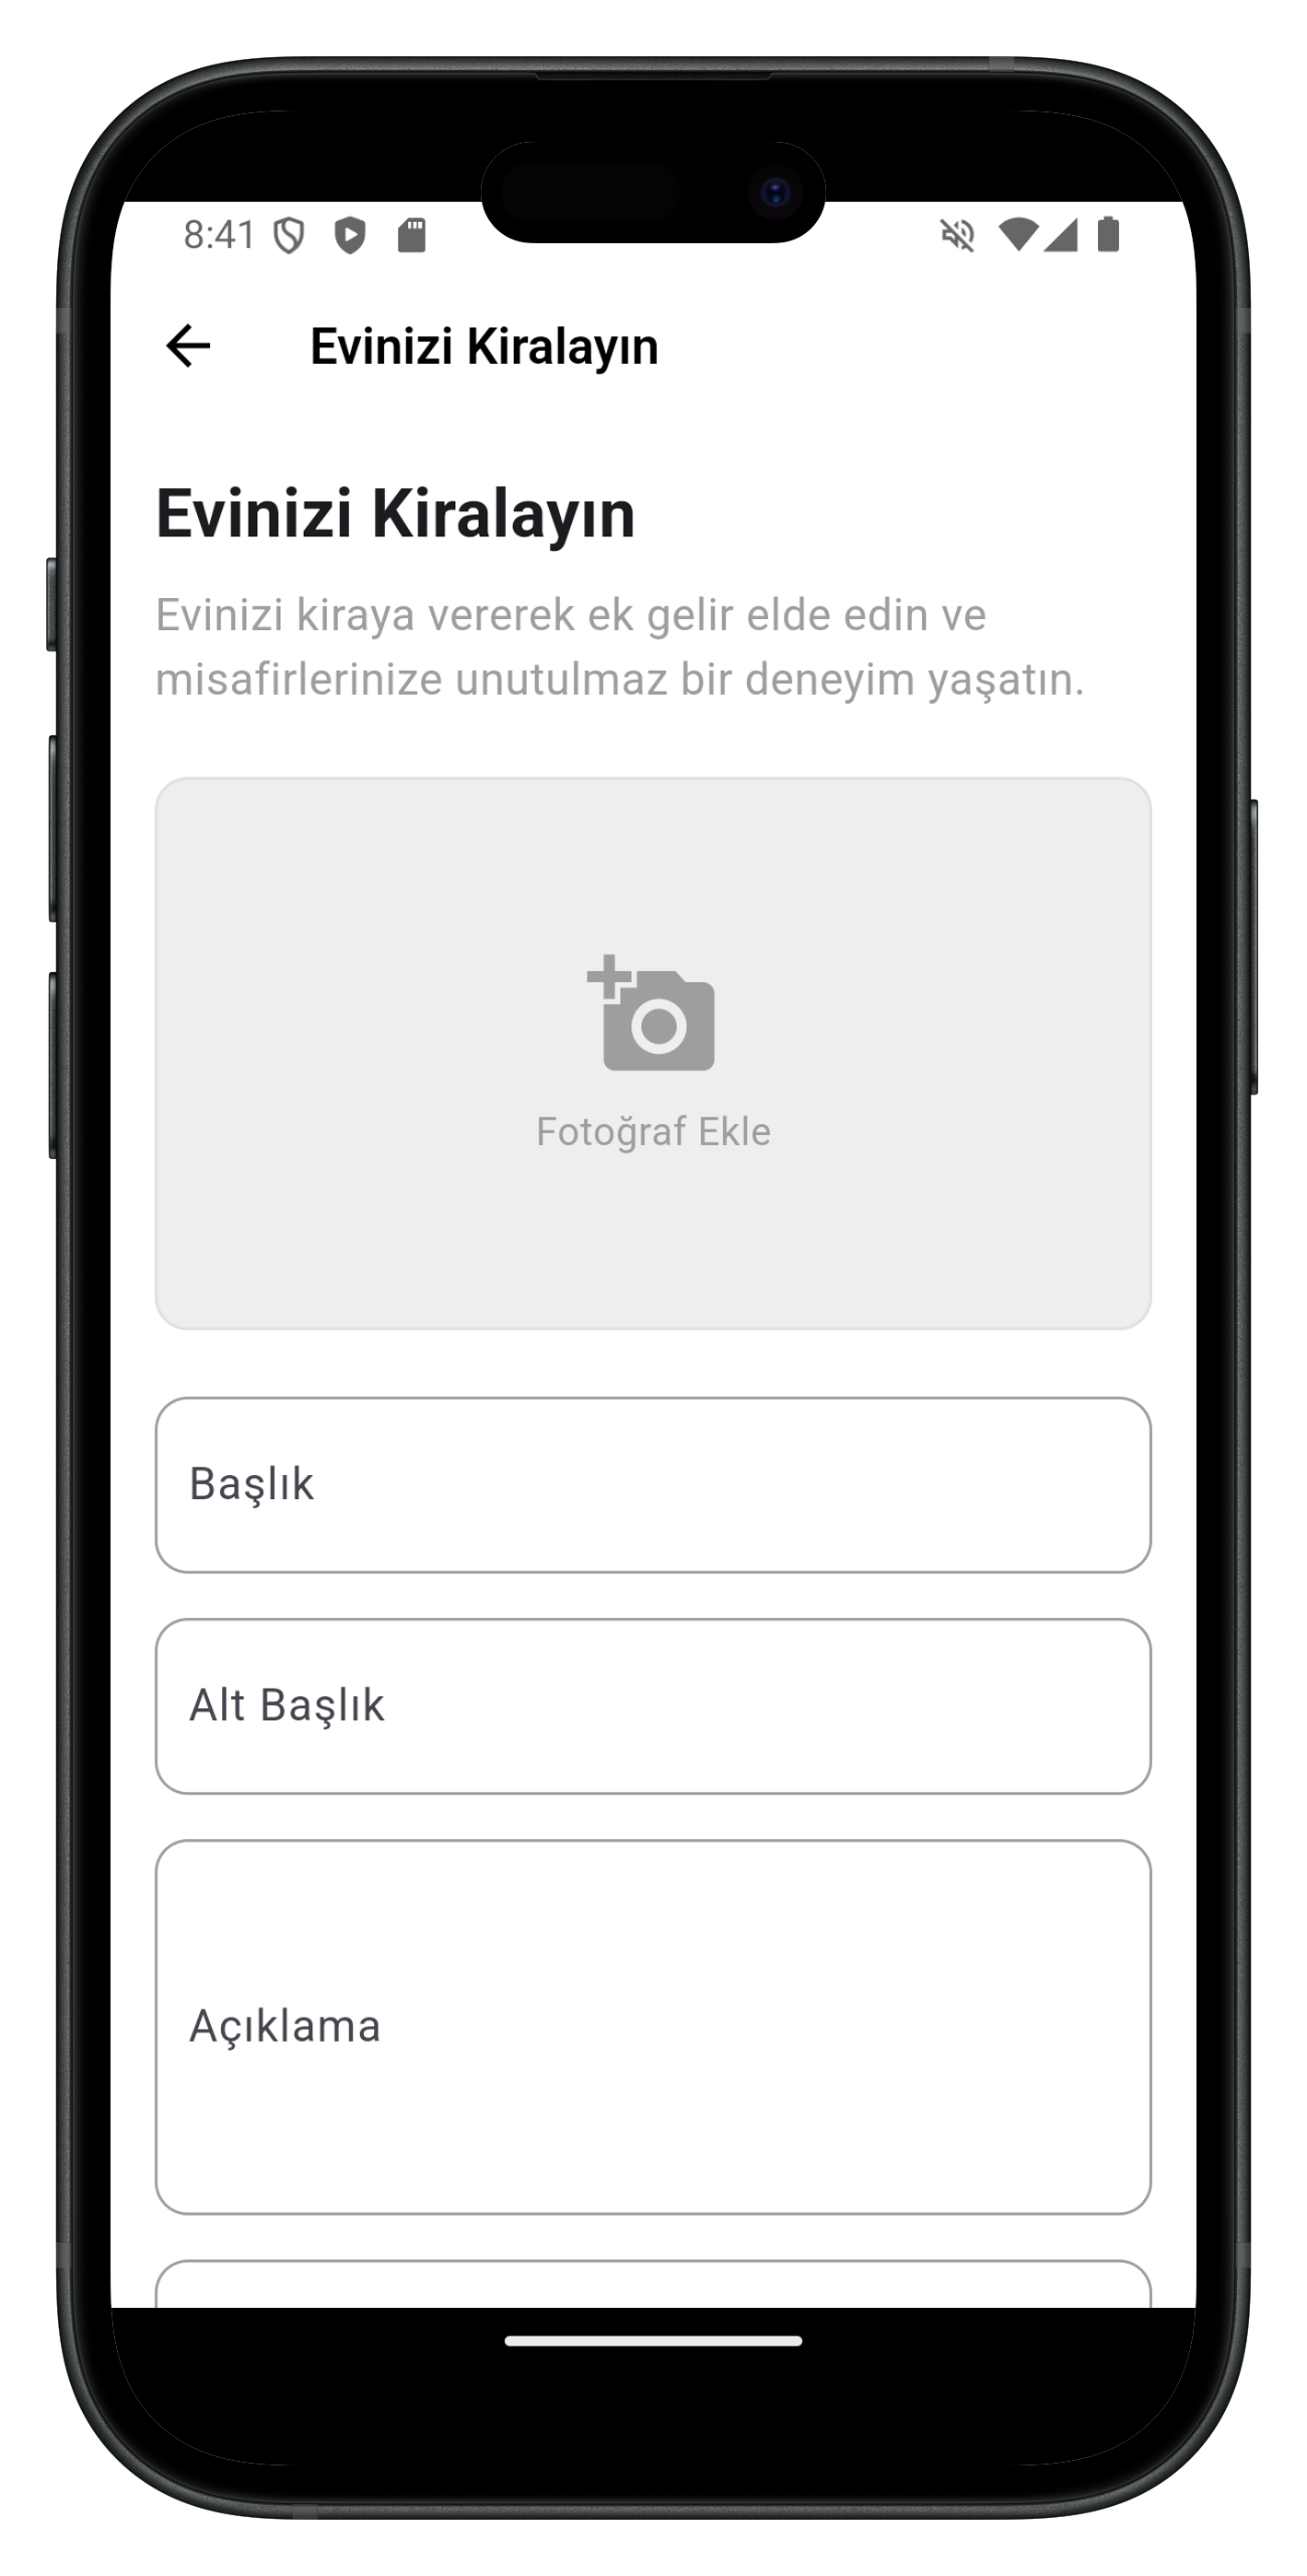 8:41
Evinizi Kiralayın
Evinizi Kiralayın
Evinizi kiraya vererek ek gelir elde edin ve
misafirlerinize unutulmaz bir deneyim yaşatın.
Fotoğraf Ekle
Başlık
Alt Başlık
Açıklama